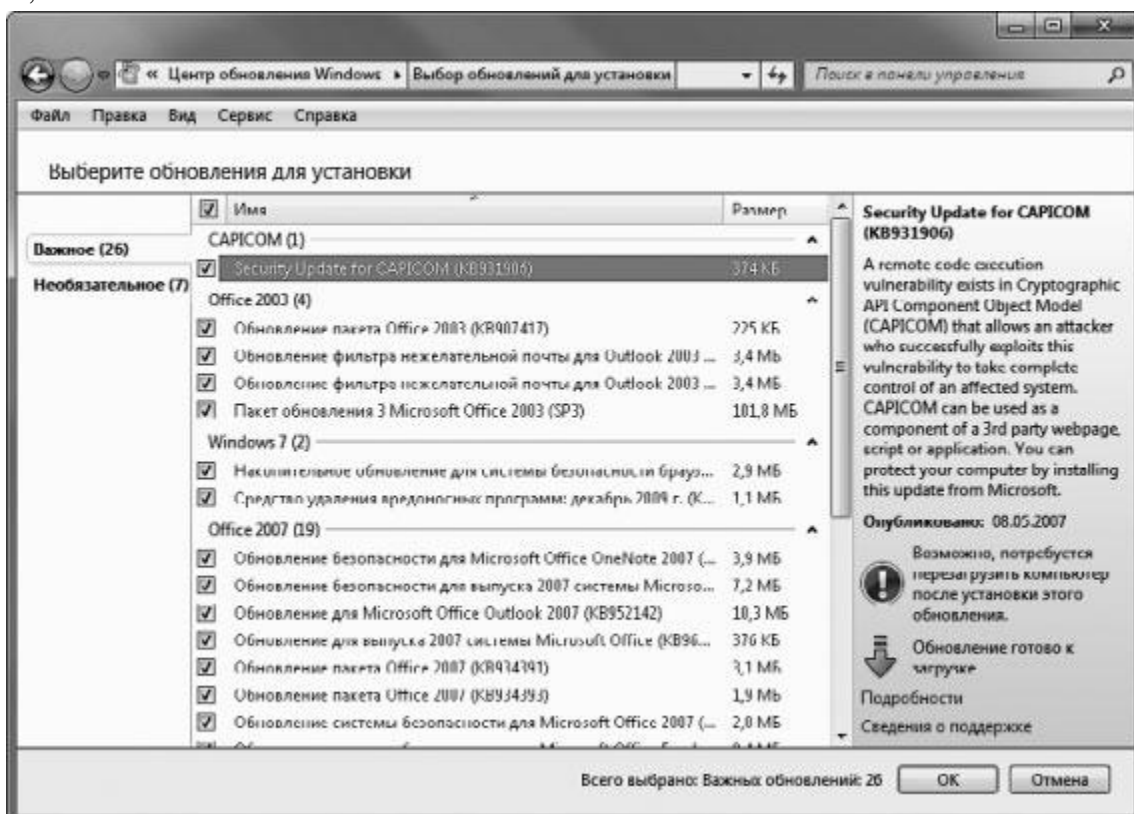 « Центр обновления Windows ▸ Выбор обновлений для установки
Поиск в панели управления
Файл Правка Вид Сервис Справка
Выберите обновления для установки
Важное (26)
Необязательное (7)
Имя Размер
CAPICOM (1)
Security Update for CAPICOM (KB931906) 374 КБ
Office 2003 (4)
Обновление пакета Office 2003 (KB907417) 225 КБ
Обновление фильтра нежелательной почты для Outlook 2003 ... 3,4 МБ
Обновление фильтра нежелательной почты для Outlook 2003 ... 3,4 МБ
Пакет обновления 3 Microsoft Office 2003 (SP3) 101,8 МБ
Windows 7 (2)
Накопительное обновление для системы безопасности брауз... 2,9 МБ
Средство удаления вредоносных программ: декабрь 2009 г. (К... 1,1 МБ
Office 2007 (19)
Обновление безопасности для Microsoft Office OneNote 2007 (... 3,9 МБ
Обновление безопасности для выпуска 2007 системы Microso... 7,2 МБ
Обновление для Microsoft Office Outlook 2007 (KB952142) 10,3 МБ
Обновление для выпуска 2007 системы Microsoft Office (KB96... 376 КБ
Обновление пакета Office 2007 (KB934391) 3,1 МБ
Обновление пакета Office 2007 (KB934393) 1,9 МБ
Обновление системы безопасности для Microsoft Office 2007 (... 2,0 МБ
Security Update for CAPICOM
(KB931906)
A remote code execution
vulnerability exists in Cryptographic
API Component Object Model
(CAPICOM) that allows an attacker
who successfully exploits this
vulnerability to take complete
control of an affected system.
CAPICOM can be used as a
component of a 3rd party webpage,
script or application. You can
protect your computer by installing
this update from Microsoft.
Опубликовано: 08.05.2007
Возможно, потребуется
перезагрузить компьютер
после установки этого
обновления.
Обновление готово к
загрузке
Подробности
Сведения о поддержке
Всего выбрано: Важных обновлений: 26 ОК Отмена